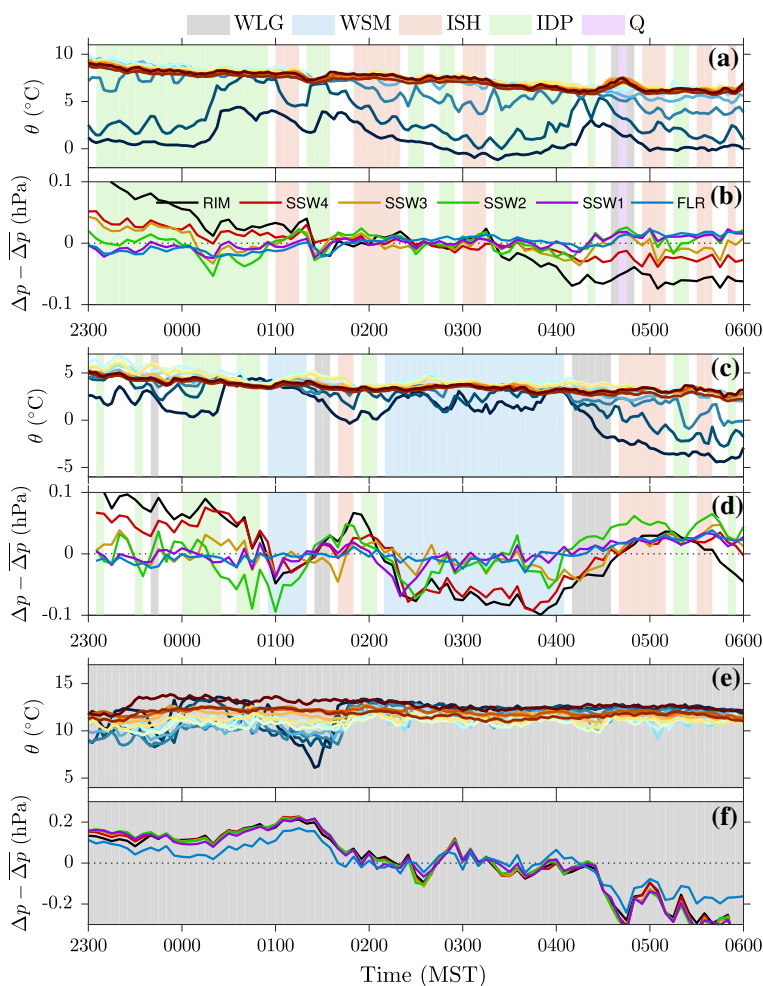 WLG WSM ISH IDP Q
(a)
10
5
0
θ (°C)
(b)
0.1
0
-0.1
Δp − Δp (hPa)
RIM SSW4 SSW3 SSW2 SSW1 FLR
2300 0000 0100 0200 0300 0400 0500 0600
(c)
5
0
-5
θ (°C)
(d)
0.1
0
-0.1
Δp − Δp (hPa)
2300 0000 0100 0200 0300 0400 0500 0600
(e)
15
10
5
θ (°C)
(f)
0.2
0
-0.2
Δp − Δp (hPa)
2300 0000 0100 0200 0300 0400 0500 0600
Time (MST)